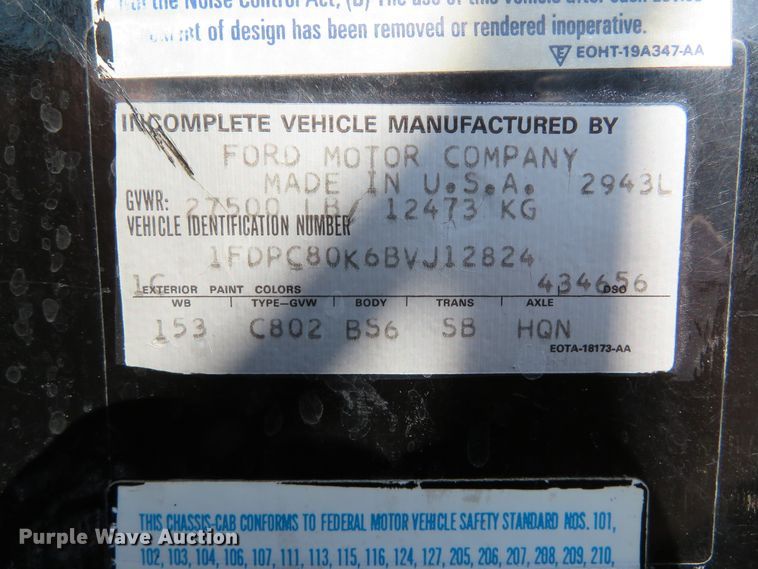 the Noise Control Act, (B) The use of this vehicle after such device
of design has been removed or rendered inoperative.
E EOHT-19A347-AA
INCOMPLETE VEHICLE MANUFACTURED BY
FORD MOTOR COMPANY
MADE IN U.S.A. 2943L
GVWR: 27500 LB/ 12473 KG
VEHICLE IDENTIFICATION NUMBER
1FDPC80K6BVJ12824
1C 434656
EXTERIOR PAINT COLORS DSO
WB TYPE-GVW BODY TRANS AXLE
153 C802 BS6 SB HQN
EOTA-18173-AA
THIS CHASSIS-CAB CONFORMS TO FEDERAL MOTOR VEHICLE SAFETY STANDARD NOS. 101,
102, 103, 104, 106, 107, 111, 113, 115, 116, 124, 127, 205, 206, 207, 208, 209, 210,
Purple Wave Auction